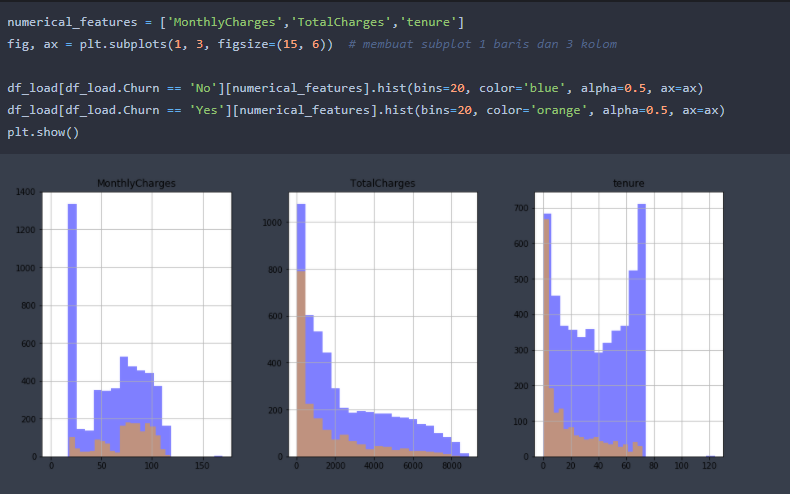 numerical_features = ['MonthlyCharges','TotalCharges','tenure']
fig, ax = plt.subplots(1, 3, figsize=(15, 6))  # membuat subplot 1 baris dan 3 kolom
df_load[df_load.Churn == 'No'][numerical_features].hist(bins=20, color='blue', alpha=0.5, ax=ax)
df_load[df_load.Churn == 'Yes'][numerical_features].hist(bins=20, color='orange', alpha=0.5, ax=ax)
plt.show()
MonthlyCharges
1400
1200
1000
800
600
400
200
0
0 50 100 150
TotalCharges
1000
800
600
400
200
0
0 2000 4000 6000 8000
tenure
700
600
500
400
300
200
100
0
0 20 40 60 80 100 120